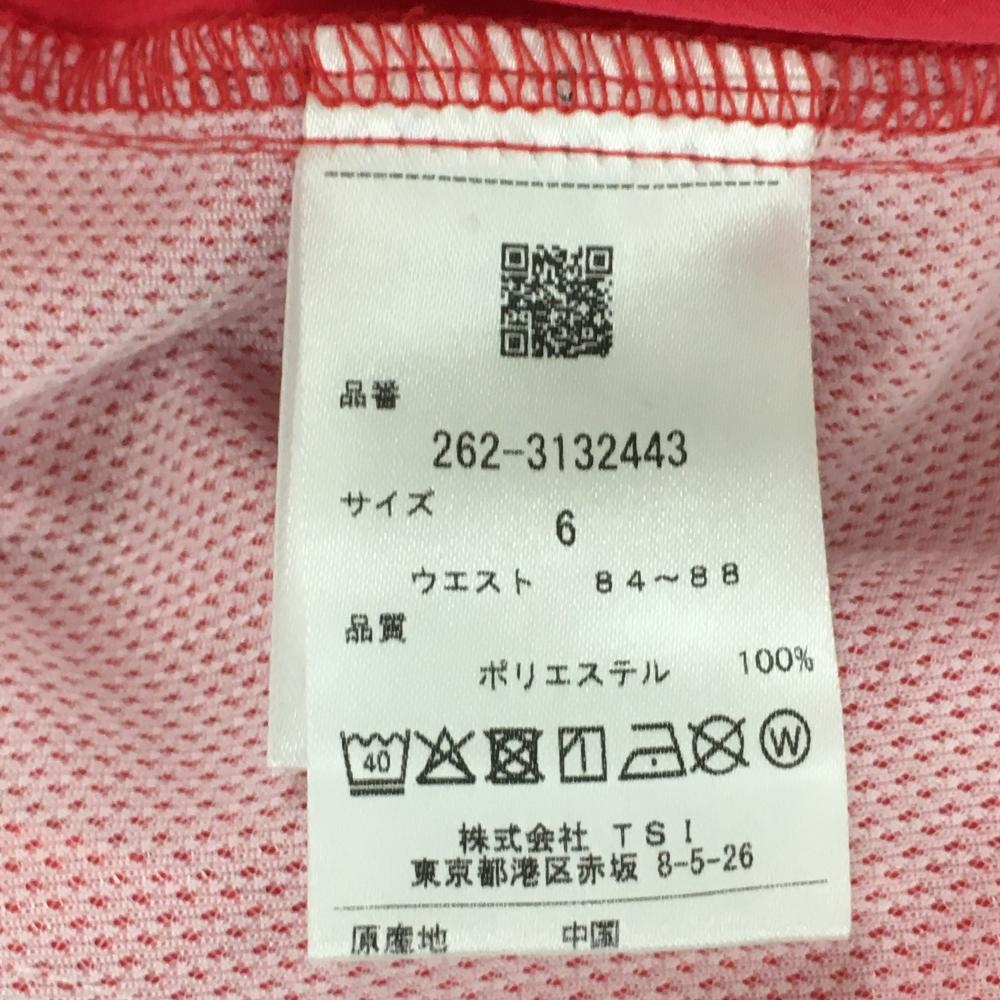 品番
262-3132443
サイズ
6
ウエスト 84~88
品質
ポリエステル 100%
40 W
株式会社 TSI
東京都港区赤坂 8-5-26
原産地 中国